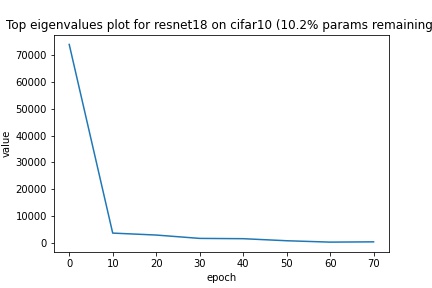 Top eigenvalues plot for resnet18 on cifar10 (10.2% params remaining
70000
60000
50000
40000
30000
20000
10000
0
value
0 10 20 30 40 50 60 70
epoch